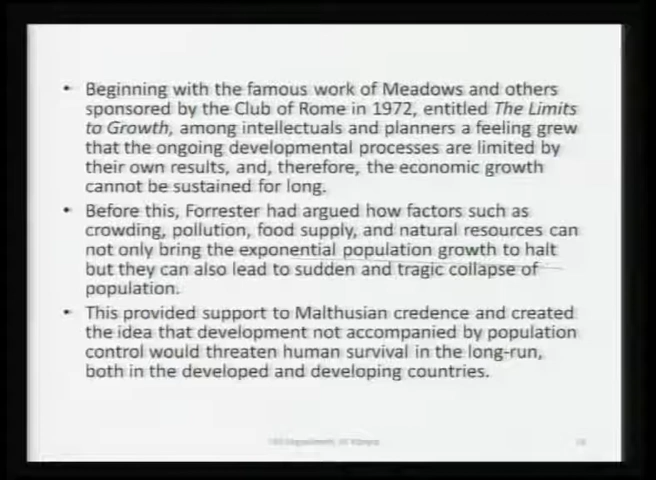 • Beginning with the famous work of Meadows and others
sponsored by the Club of Rome in 1972, entitled The Limits
to Growth, among intellectuals and planners a feeling grew
that the ongoing developmental processes are limited by
their own results, and, therefore, the economic growth
cannot be sustained for long.
• Before this, Forrester had argued how factors such as
crowding, pollution, food supply, and natural resources can
not only bring the exponential population growth to halt
but they can also lead to sudden and tragic collapse of
population.
• This provided support to Malthusian credence and created
the idea that development not accompanied by population
control would threaten human survival in the long-run,
both in the developed and developing countries.